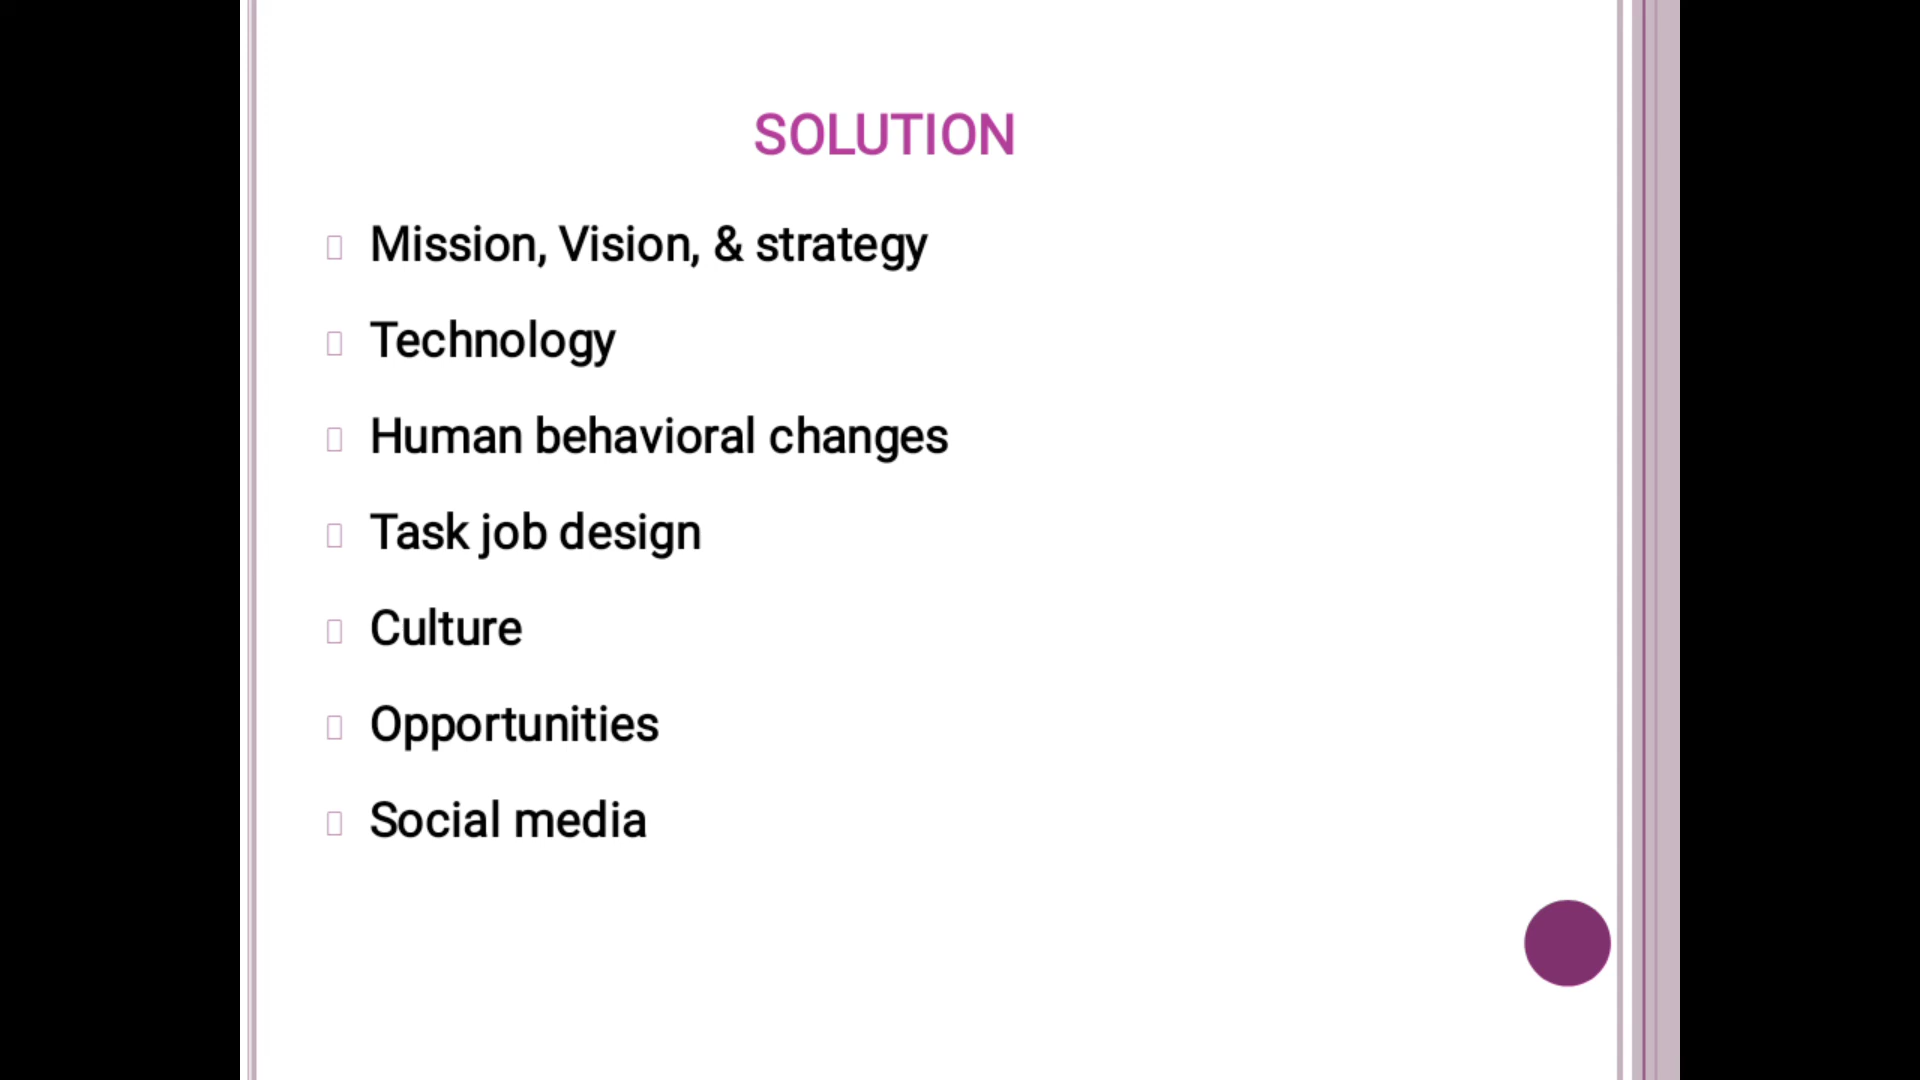 SOLUTION
Mission, Vision, & strategy
Technology
Human behavioral changes
Task job design
Culture
Opportunities
Social media